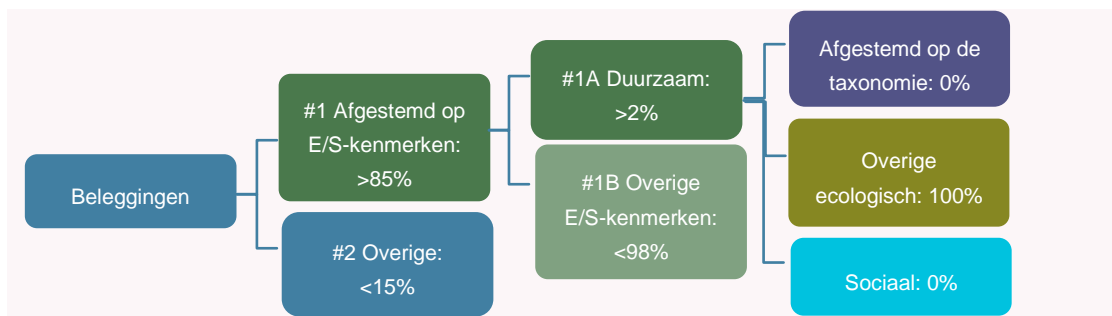 Beleggingen
#1 Afgestemd op
E/S-kenmerken:
>85%
#2 Overige:
<15%
#1A Duurzaam:
>2%
#1B Overige
E/S-kenmerken:
<98%
Afgestemd op de
taxonomie: 0%
Overige
ecologisch: 100%
Sociaal: 0%